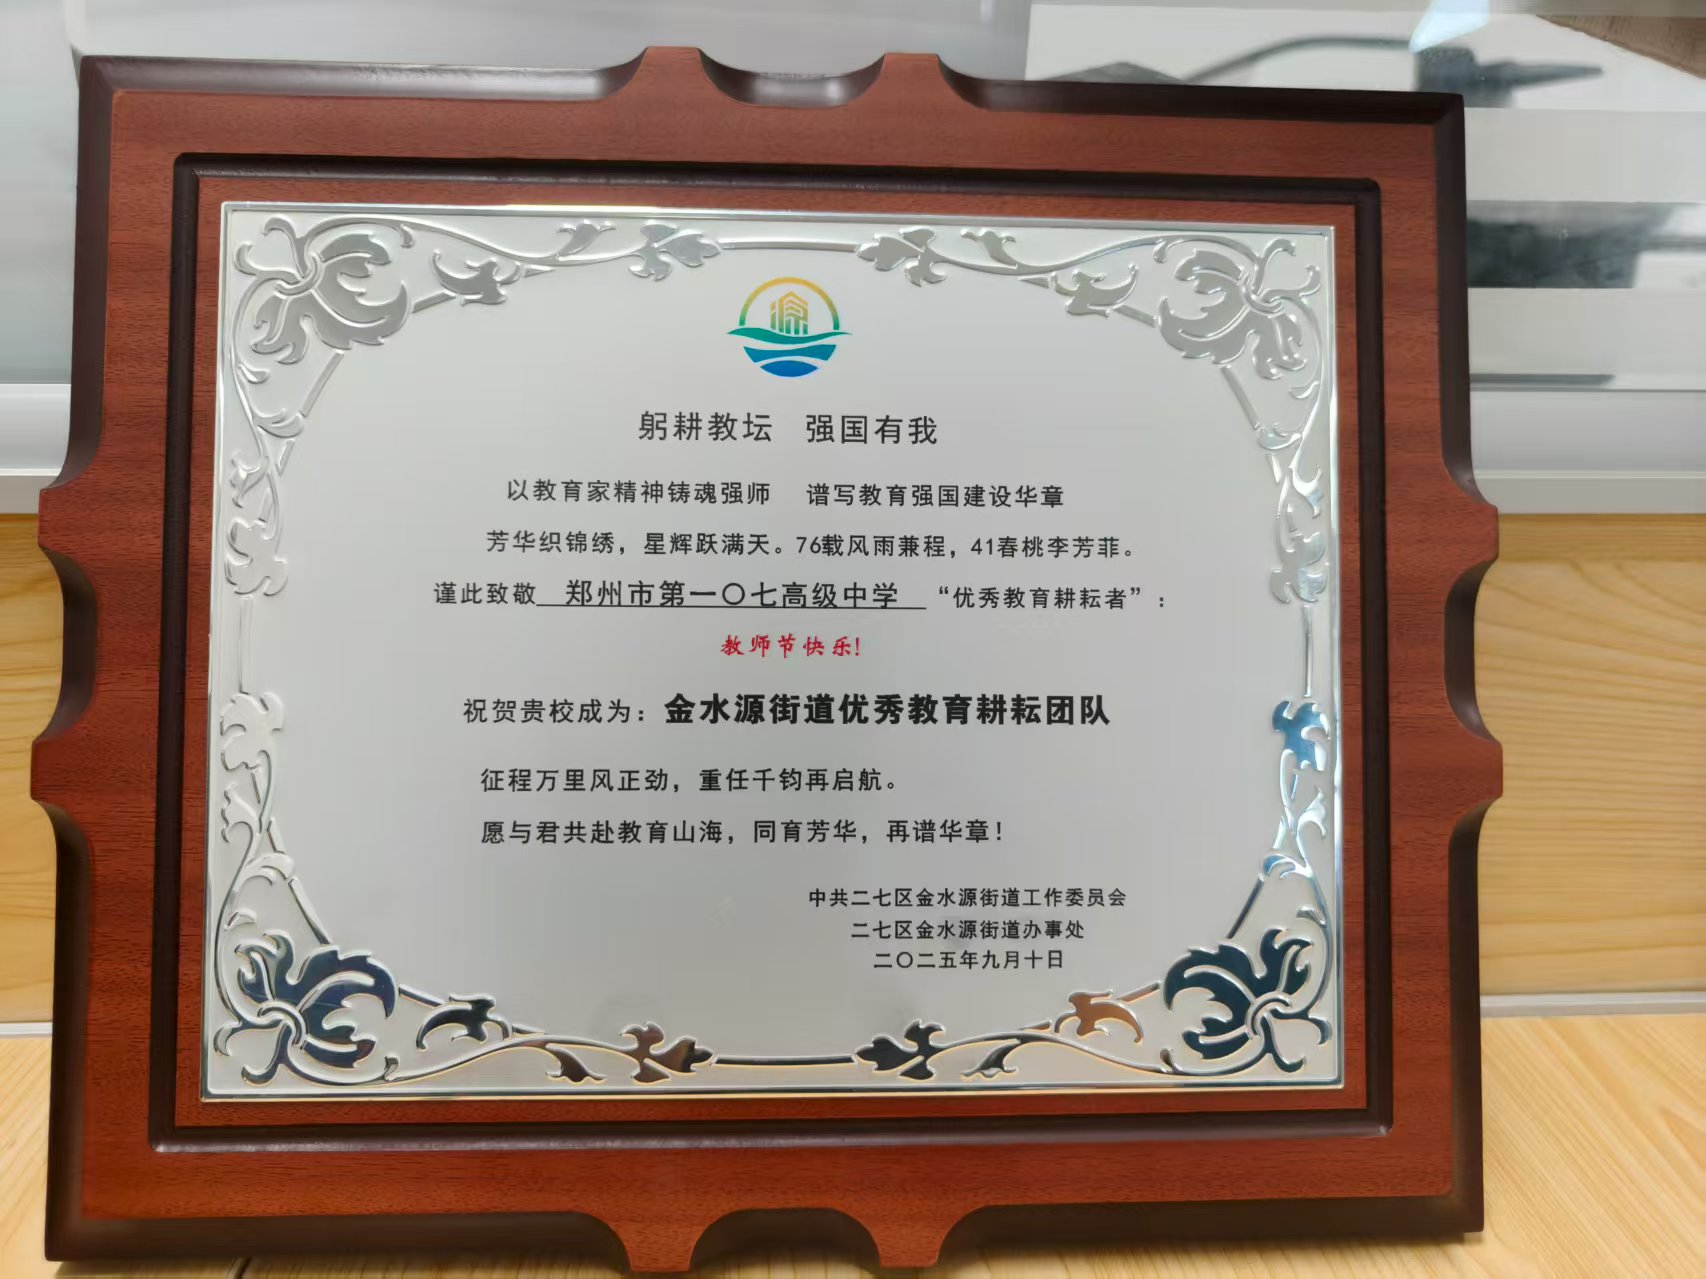 躬耕教坛 强国有我
以教育家精神铸魂强师 谱写教育强国建设华章
芳华织锦绣，星辉跃满天。76载风雨兼程，41春桃李芳菲。
谨此致敬 郑州市第一〇七高级中学 “优秀教育耕耘者”：
教师节快乐!
祝贺贵校成为：金水源街道优秀教育耕耘团队
征程万里风正劲，重任千钧再启航。
愿与君共赴教育山海，同育芳华，再谱华章！
中共二七区金水源街道工作委员会
二七区金水源街道办事处
二〇二五年九月十日